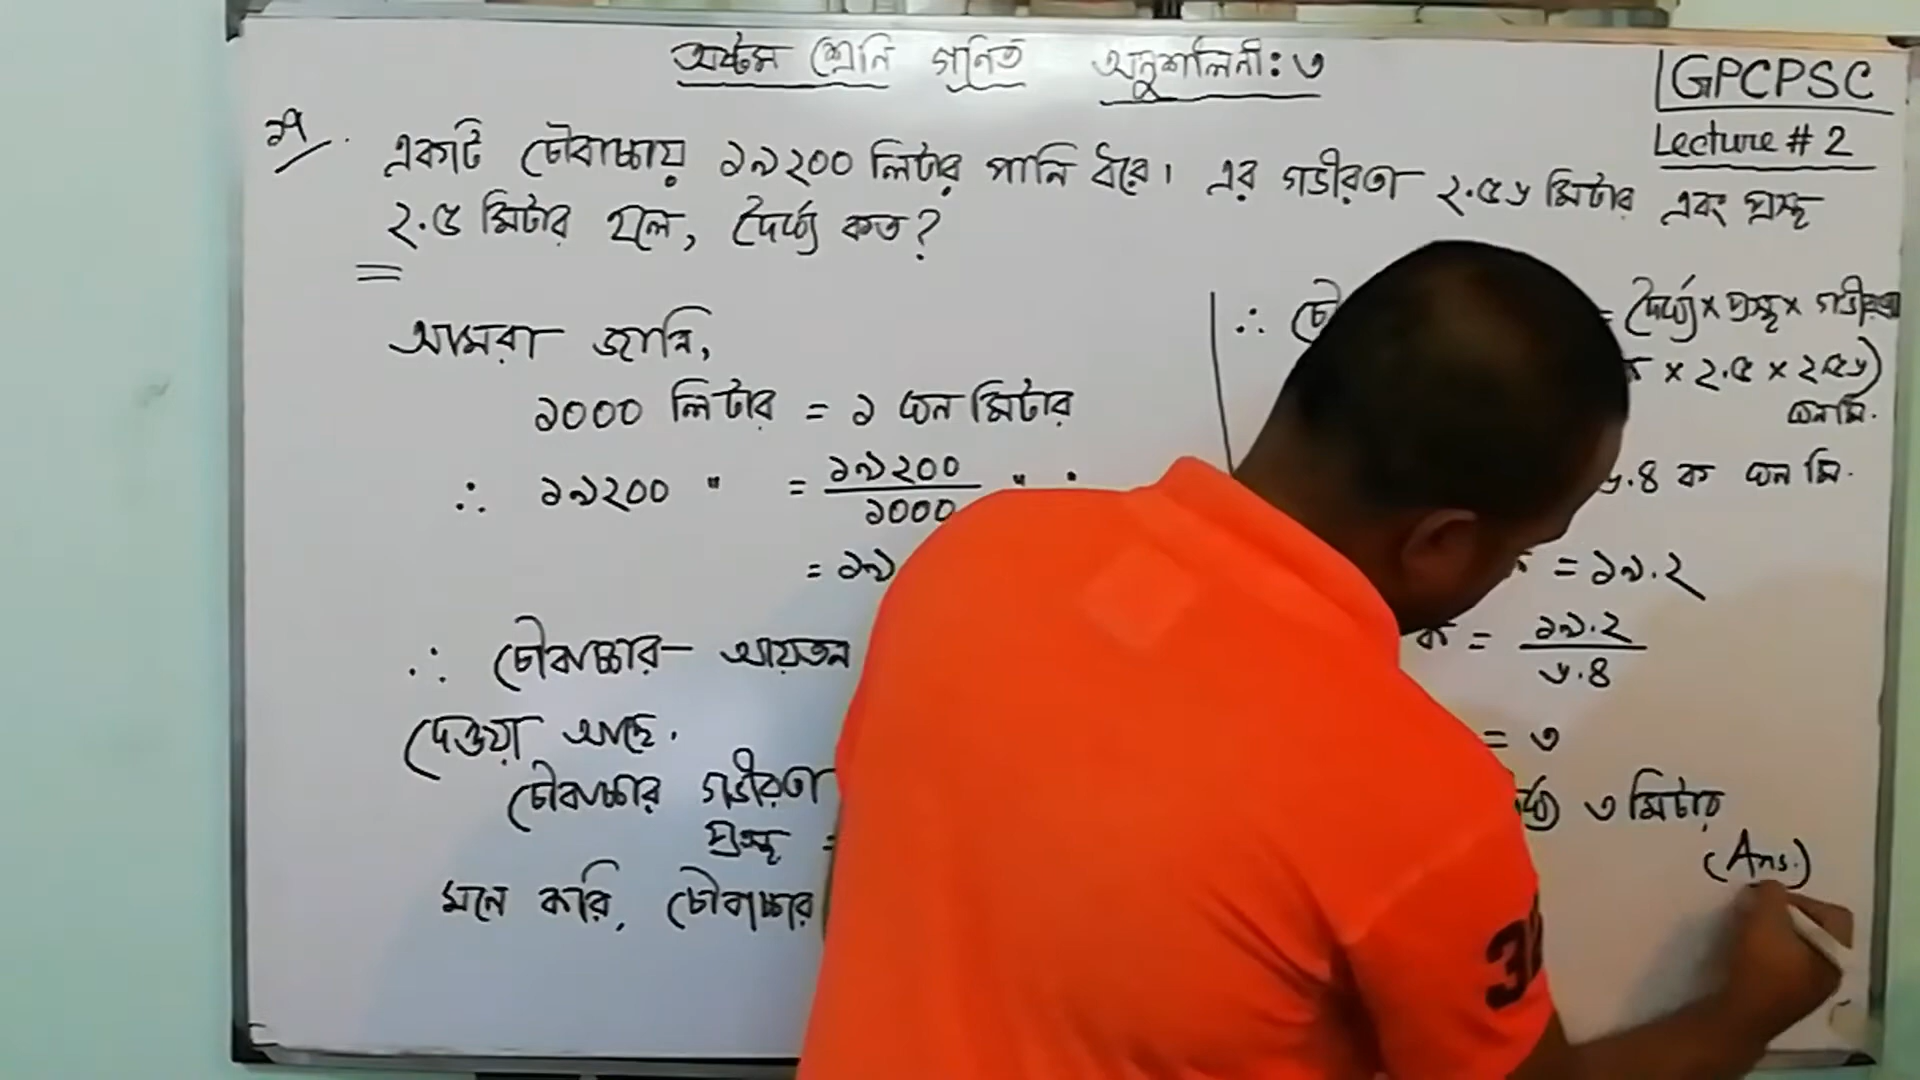 অষ্টম শ্রেনি গনিত অনুশীলনী: ৩
GPCPSC
Lecture # 2
১৭.
একটি চৌবাচ্চায় ১৯২০০ লিটার পানি ধরে। এর গভীরতা ২.৫৬ মিটার এবং প্রস্থ
২.৫ মিটার হলে, দৈর্ঘ্য কত?
আমরা জানি,
১০০০ লিটার = ১ ঘন মিটার
∴ ১৯২০০ " = ১৯২০০/১০০০ " "
= ১৯
∴ চৌবাচ্চার আয়তন
দেওয়া আছে.
চৌবাচ্চার গভীরতা
প্রস্থ =
মনে করি, চৌবাচ্চার
∴ চৌ = দৈর্ঘ্য × প্রস্থ × গভীরতা
× ২.৫ × ২.৫৬)
ঘনমি.
৬.৪ ক ঘন মি.
= ১৯.২
ক = ১৯.২/৬.৪
= ৩
৩ মিটার
(Ans.)